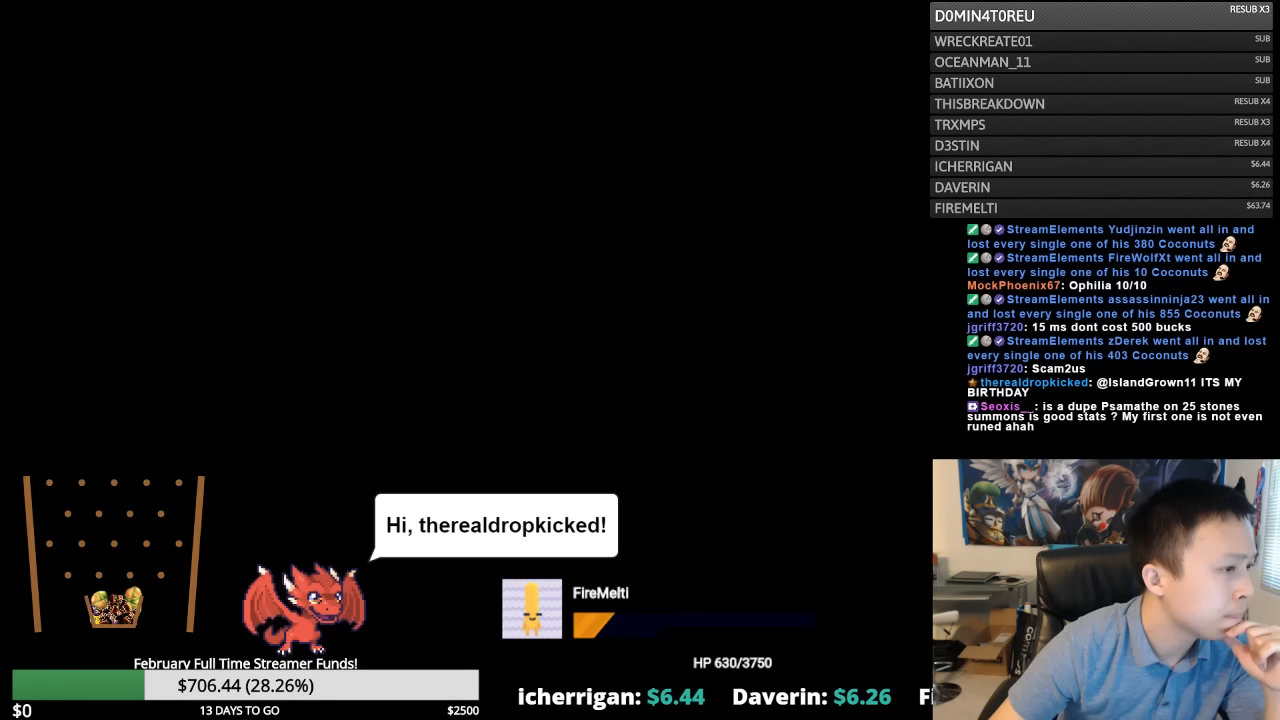 D0MIN4T0REU RESUB X3
WRECKREATE01 SUB
OCEANMAN_11 SUB
BATIIXON SUB
THISBREAKDOWN RESUB X4
TRXMPS RESUB X3
D3STIN RESUB X4
ICHERRIGAN $6.44
DAVERIN $6.26
FIREMELTI $63.74
StreamElements Yudjinzin went all in and
lost every single one of his 380 Coconuts
StreamElements FireWolfXt went all in and
lost every single one of his 10 Coconuts
MockPhoenix67: Ophilia 10/10
StreamElements assassinninja23 went all in
and lost every single one of his 855 Coconuts
jgriff3720: 15 ms dont cost 500 bucks
StreamElements zDerek went all in and lost
every single one of his 403 Coconuts
jgriff3720: Scam2us
therealdropkicked: @IslandGrown11 ITS MY
BIRTHDAY
Seoxis__: is a dupe Psamathe on 25 stones
summons is good stats ? My first one is not even
runed ahah
Hi, therealdropkicked!
FireMelti
HP 630/3750
February Full Time Streamer Funds!
$706.44 (28.26%)
$0 13 DAYS TO GO $2500
icherrigan: $6.44 Daverin: $6.26 Fi